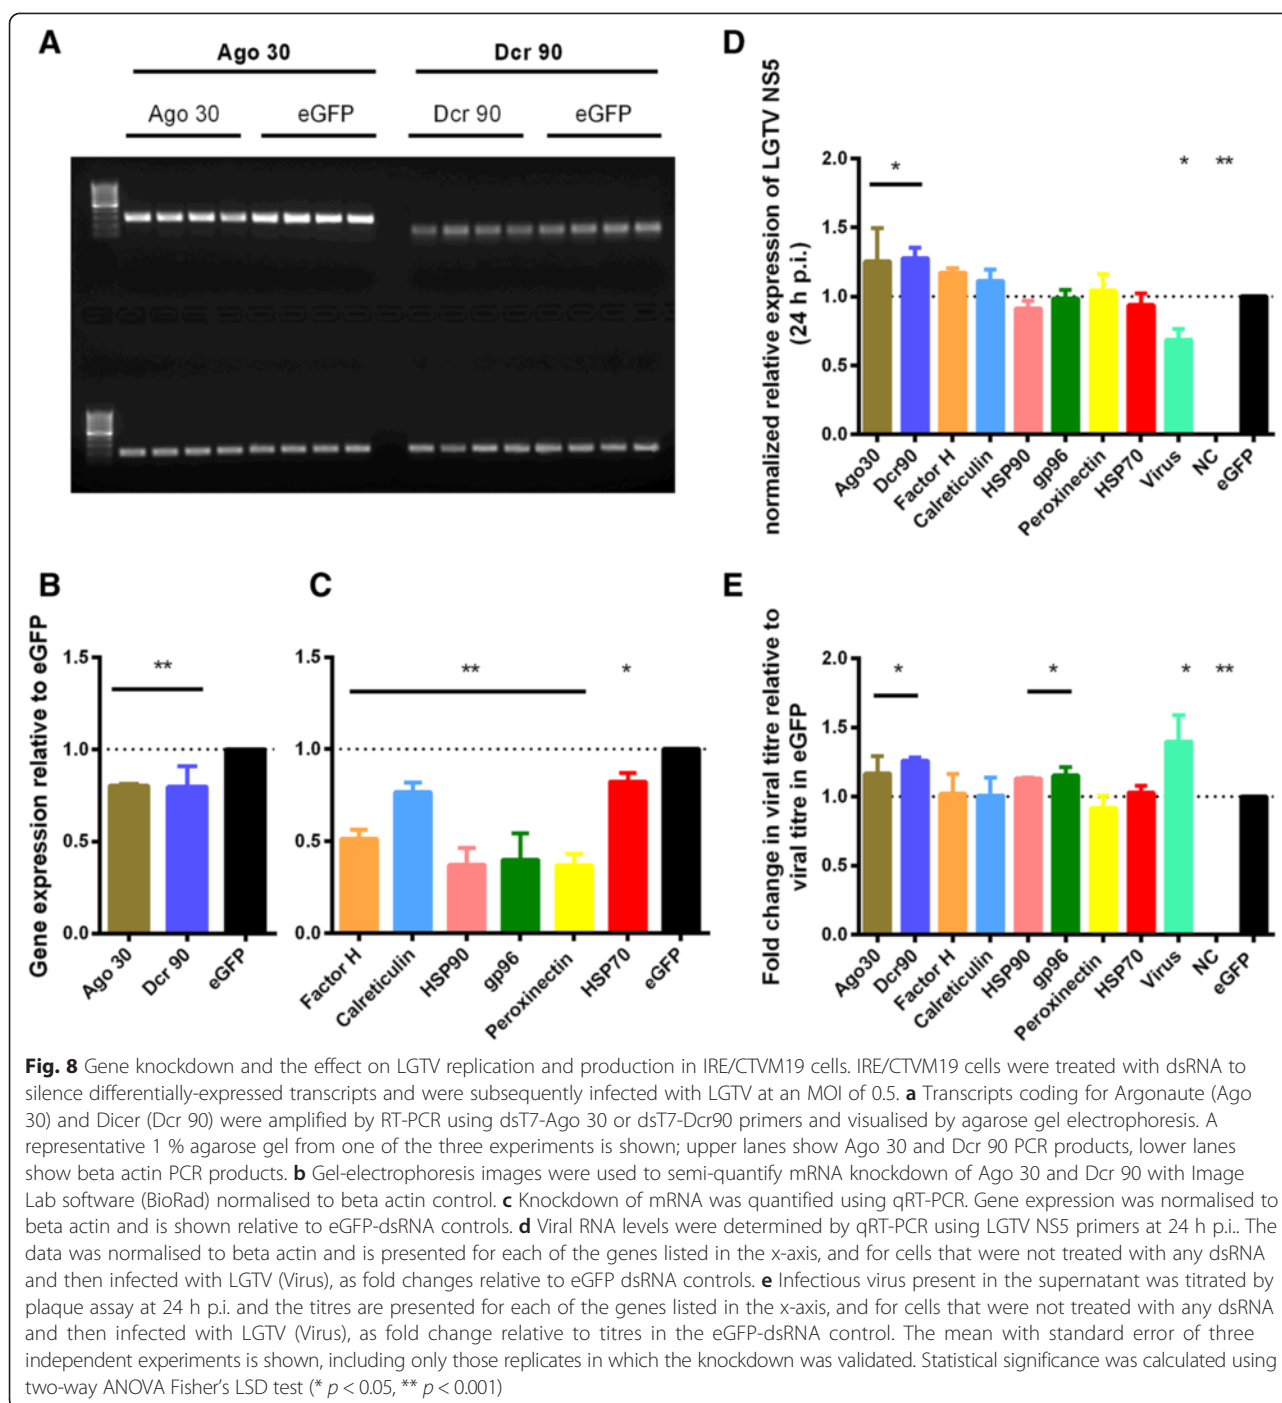 A
Ago 30
Dcr 90
Ago 30
eGFP
Dcr 90
eGFP
B
Gene expression relative to eGFP
1.5
1.0
0.5
0.0
**
Ago 30
Dcr 90
eGFP
C
1.5
1.0
0.5
0.0
**
*
Factor H
Calreticulin
HSP90
gp96
Peroxinectin
HSP70
eGFP
D
normalized relative expression of LGTV NS5
(24 h p.i.)
2.0
1.5
1.0
0.5
0.0
*
*
**
Ago30
Dcr90
Factor H
Calreticulin
HSP90
gp96
Peroxinectin
HSP70
Virus
NC
eGFP
E
Fold change in viral titre relative to
viral titre in eGFP
2.0
1.5
1.0
0.5
0.0
*
*
*
**
Ago30
Dcr90
Factor H
Calreticulin
HSP90
gp96
Peroxinectin
HSP70
Virus
NC
eGFP
Fig. 8 Gene knockdown and the effect on LGTV replication and production in IRE/CTVM19 cells. IRE/CTVM19 cells were treated with dsRNA to
silence differentially-expressed transcripts and were subsequently infected with LGTV at an MOI of 0.5. a Transcripts coding for Argonaute (Ago
30) and Dicer (Dcr 90) were amplified by RT-PCR using dsT7-Ago 30 or dsT7-Dcr90 primers and visualised by agarose gel electrophoresis. A
representative 1 % agarose gel from one of the three experiments is shown; upper lanes show Ago 30 and Dcr 90 PCR products, lower lanes
show beta actin PCR products. b Gel-electrophoresis images were used to semi-quantify mRNA knockdown of Ago 30 and Dcr 90 with Image
Lab software (BioRad) normalised to beta actin control. c Knockdown of mRNA was quantified using qRT-PCR. Gene expression was normalised to
beta actin and is shown relative to eGFP-dsRNA controls. d Viral RNA levels were determined by qRT-PCR using LGTV NS5 primers at 24 h p.i.. The
data was normalised to beta actin and is presented for each of the genes listed in the x-axis, and for cells that were not treated with any dsRNA
and then infected with LGTV (Virus), as fold changes relative to eGFP dsRNA controls. e Infectious virus present in the supernatant was titrated by
plaque assay at 24 h p.i. and the titres are presented for each of the genes listed in the x-axis, and for cells that were not treated with any dsRNA
and then infected with LGTV (Virus), as fold change relative to titres in the eGFP-dsRNA control. The mean with standard error of three
independent experiments is shown, including only those replicates in which the knockdown was validated. Statistical significance was calculated using
two-way ANOVA Fisher's LSD test (* p < 0.05, ** p < 0.001)